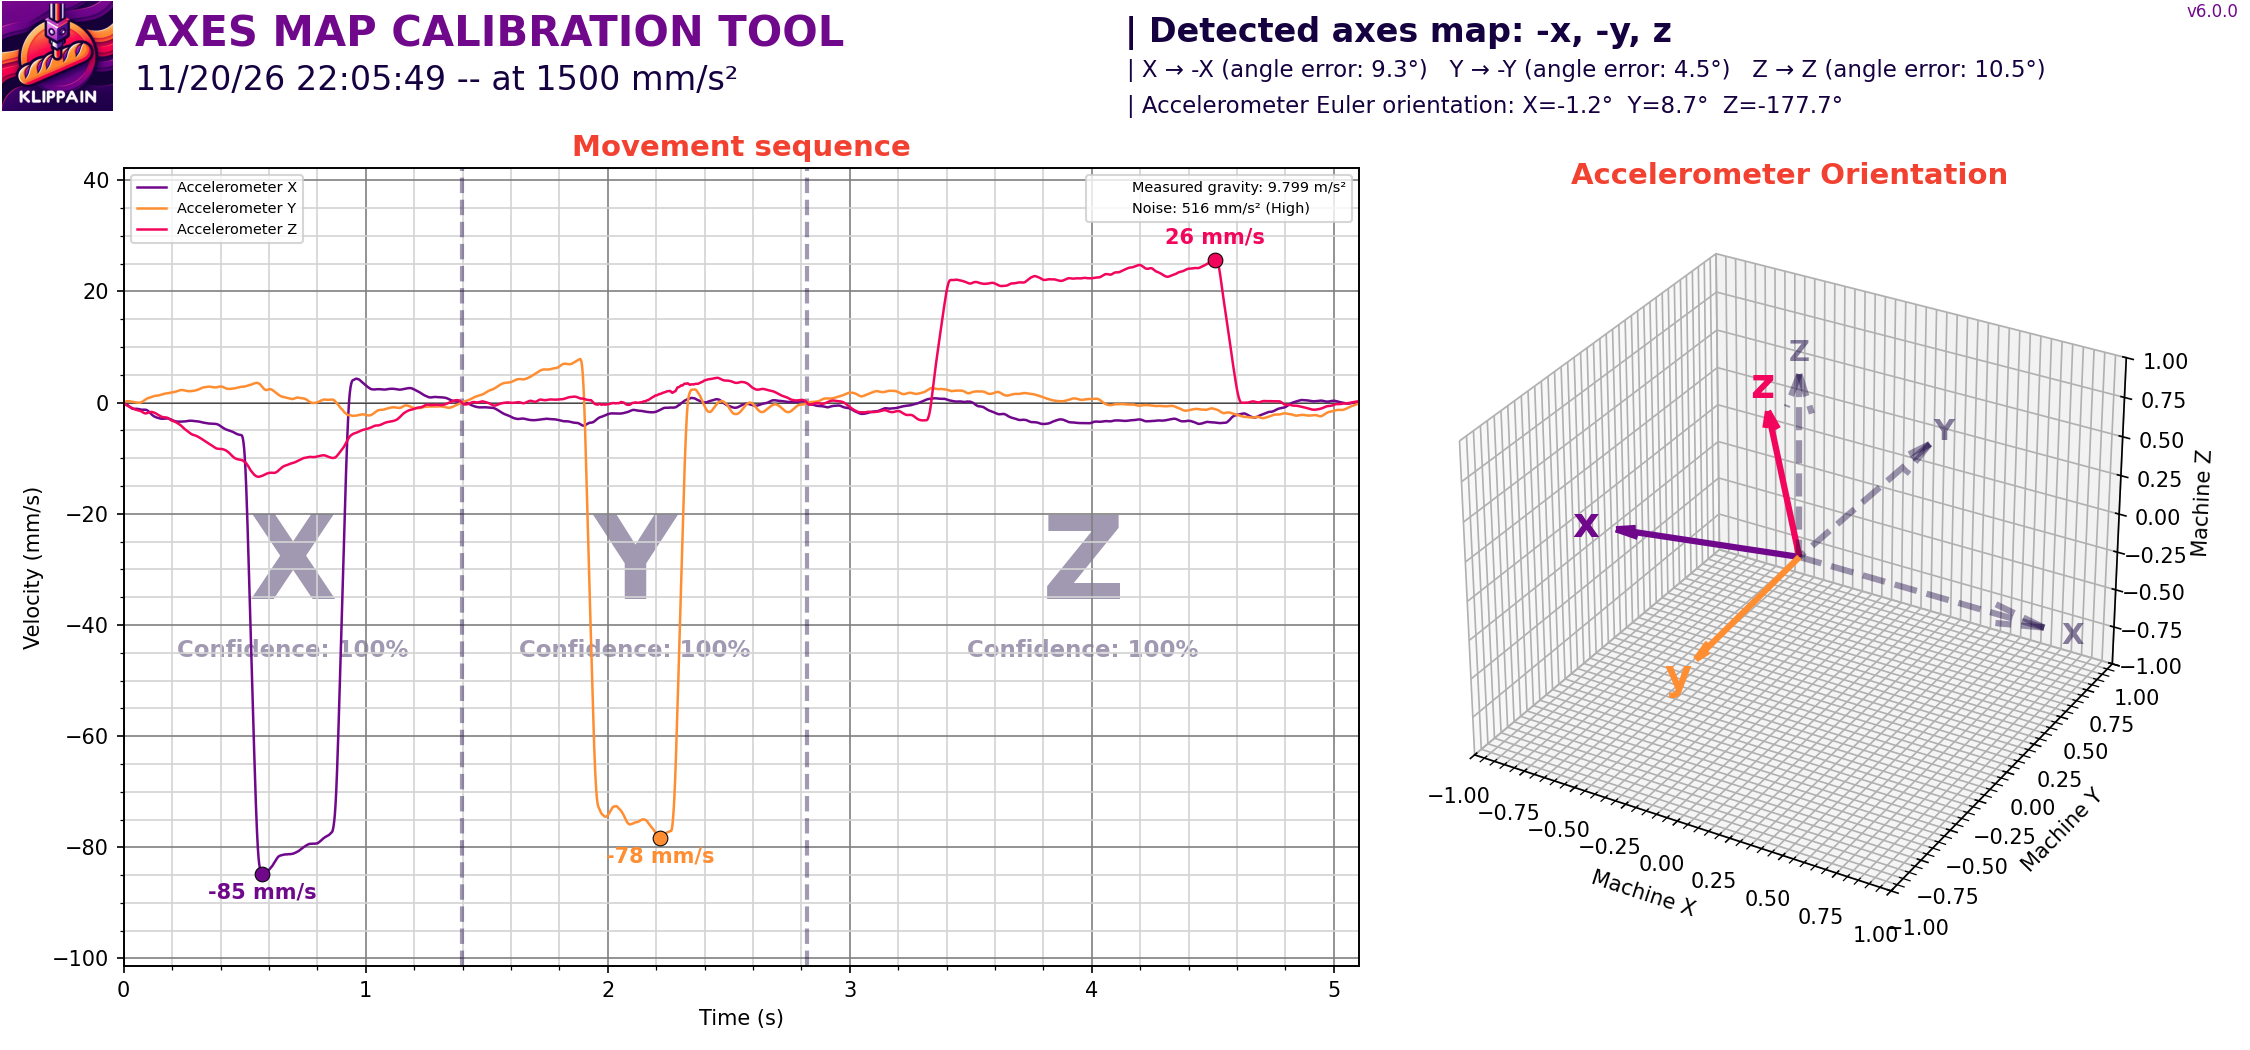 KLIPPAIN
AXES MAP CALIBRATION TOOL
11/20/26 22:05:49 -- at 1500 mm/s²
| Detected axes map: -x, -y, z
| X → -X (angle error: 9.3°)   Y → -Y (angle error: 4.5°)   Z → Z (angle error: 10.5°)
| Accelerometer Euler orientation: X=-1.2°  Y=8.7°  Z=-177.7°
v6.0.0
Movement sequence
Accelerometer X
Accelerometer Y
Accelerometer Z
Measured gravity: 9.799 m/s²
Noise: 516 mm/s² (High)
26 mm/s
X
Y
Z
Confidence: 100%
Confidence: 100%
Confidence: 100%
-78 mm/s
-85 mm/s
40
20
0
−20
−40
−60
−80
−100
Velocity (mm/s)
0
1
2
3
4
5
Time (s)
Accelerometer Orientation
Z
z
Y
x
X
y
1.00
0.75
0.50
0.25
0.00
−0.25
−0.50
−0.75
−1.00
Machine Z
1.00
0.75
0.50
0.25
0.00
−0.25
−0.50
−0.75
−1.00
Machine Y
−1.00
−0.75
−0.50
−0.25
0.00
0.25
0.50
0.75
1.00
Machine X